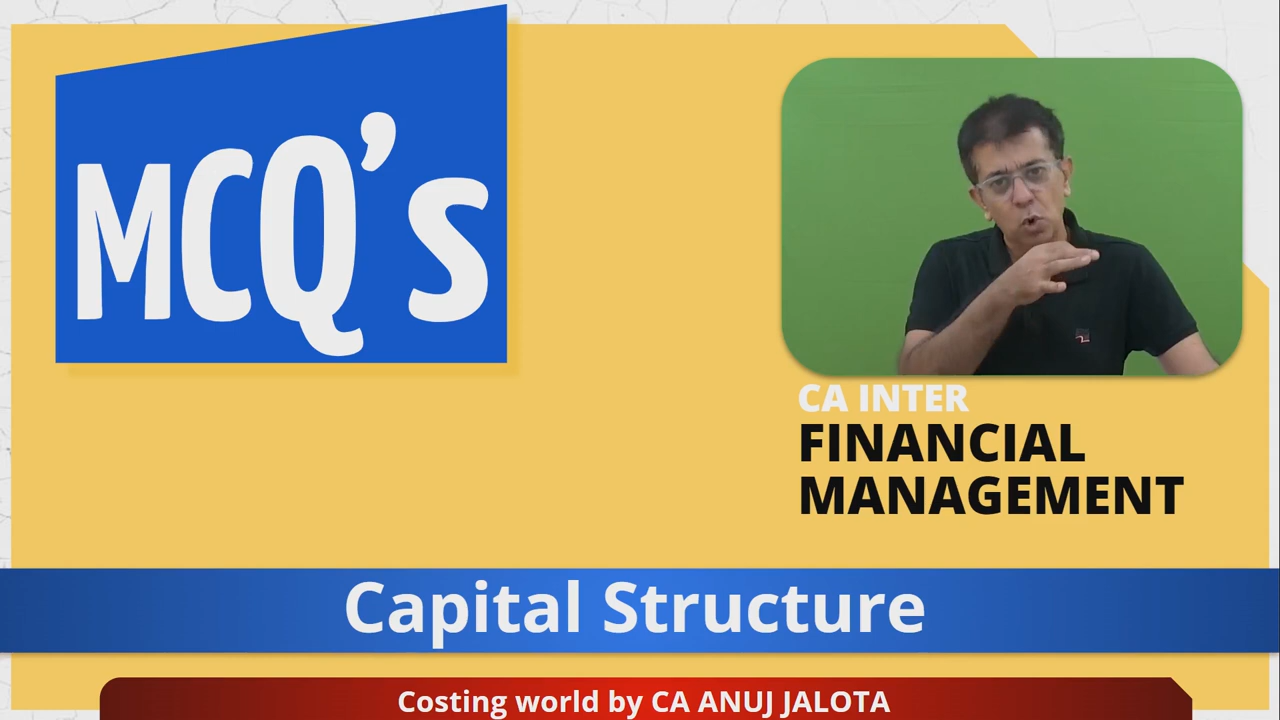 MCQ's
CA INTER
FINANCIAL
MANAGEMENT
Capital Structure
Costing world by CA ANUJ JALOTA